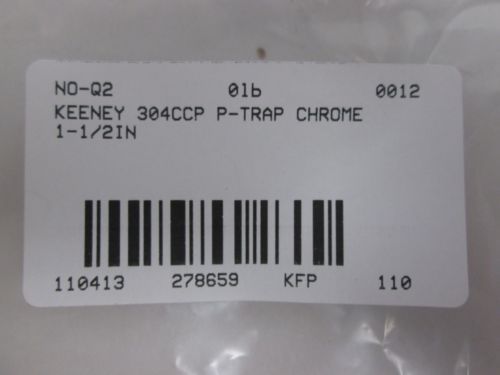 NO-Q2 01b 0012
KEENEY 304CCP P-TRAP CHROME
1-1/2IN
110413 278659 KFP 110